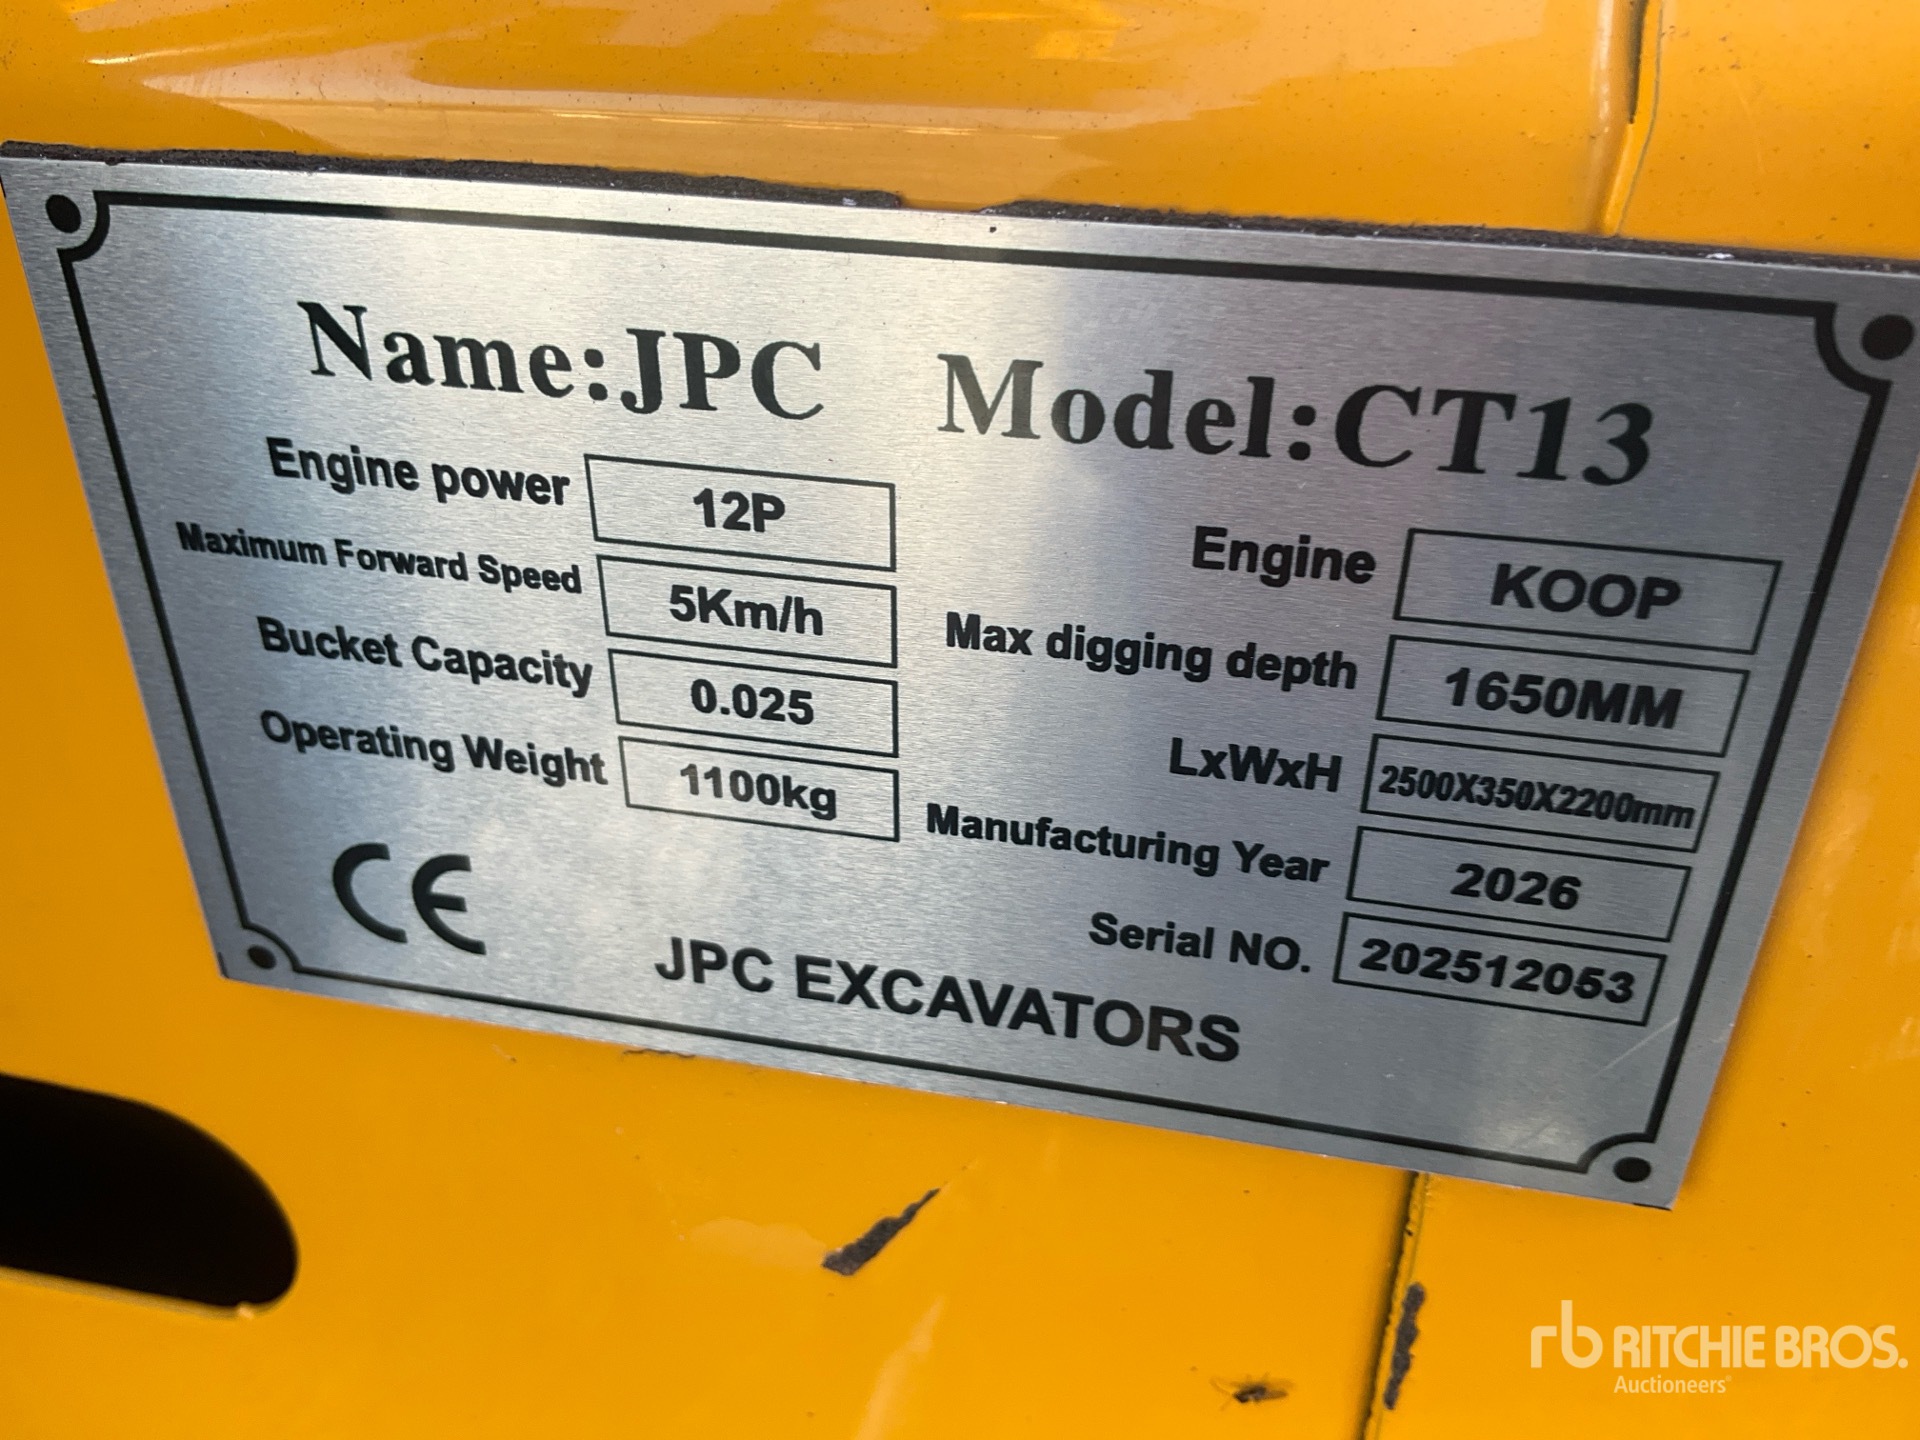 Name:JPC Model:CT13
Engine power 12P
Maximum Forward Speed 5Km/h
Bucket Capacity 0.025
Operating Weight 1100kg
Engine KOOP
Max digging depth 1650MM
LxWxH 2500X350X2200mm
Manufacturing Year 2026
Serial NO. 202512053
CE
JPC EXCAVATORS
rb RITCHIE BROS.
Auctioneers